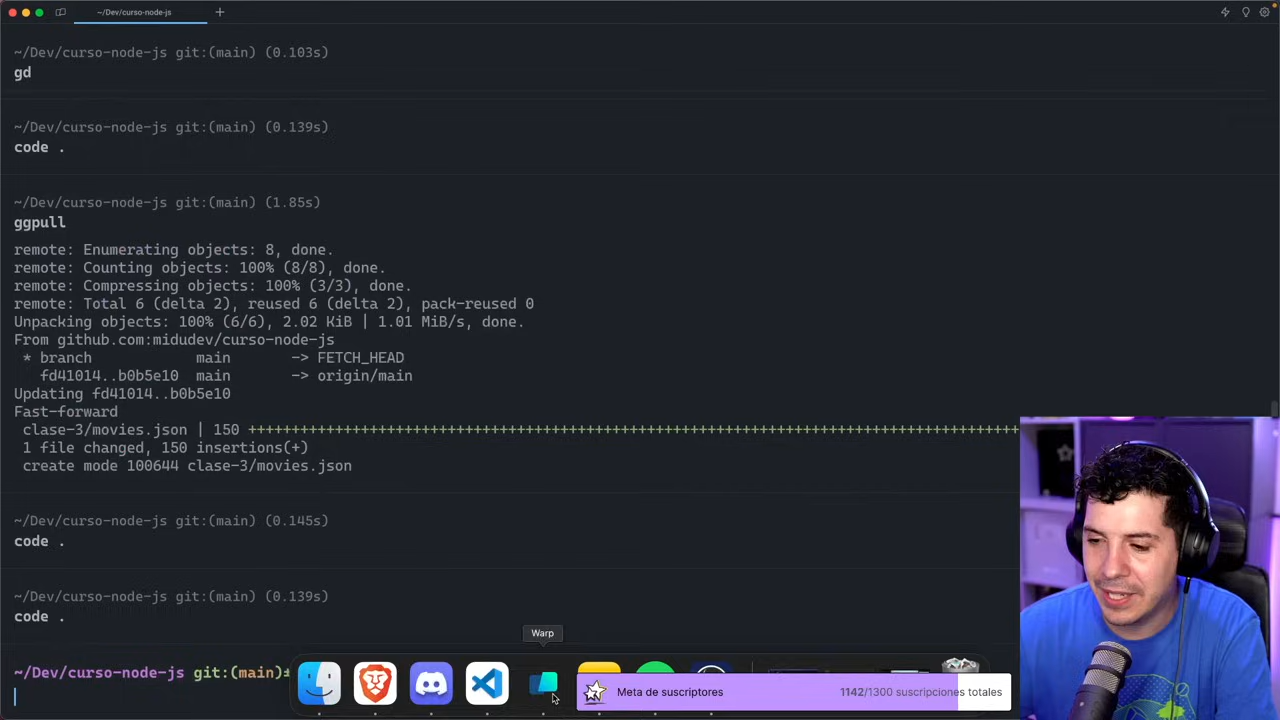 ~/Dev/curso-node-js
~/Dev/curso-node-js git:(main) (0.103s)
gd
~/Dev/curso-node-js git:(main) (0.139s)
code .
~/Dev/curso-node-js git:(main) (1.85s)
ggpull
remote: Enumerating objects: 8, done.
remote: Counting objects: 100% (8/8), done.
remote: Compressing objects: 100% (3/3), done.
remote: Total 6 (delta 2), reused 6 (delta 2), pack-reused 0
Unpacking objects: 100% (6/6), 2.02 KiB | 1.01 MiB/s, done.
From github.com:midudev/curso-node-js
* branch main -> FETCH_HEAD
fd41014..b0b5e10 main -> origin/main
Updating fd41014..b0b5e10
Fast-forward
clase-3/movies.json | 150 +++++++++++++++++++++++++++++++++++++++++++++++++++++++++++++++++++++++++++++++++++++
1 file changed, 150 insertions(+)
create mode 100644 clase-3/movies.json
~/Dev/curso-node-js git:(main) (0.145s)
code .
~/Dev/curso-node-js git:(main) (0.139s)
code .
Warp
~/Dev/curso-node-js git:(main)±
Meta de suscriptores 1142/1300 suscripciones totales